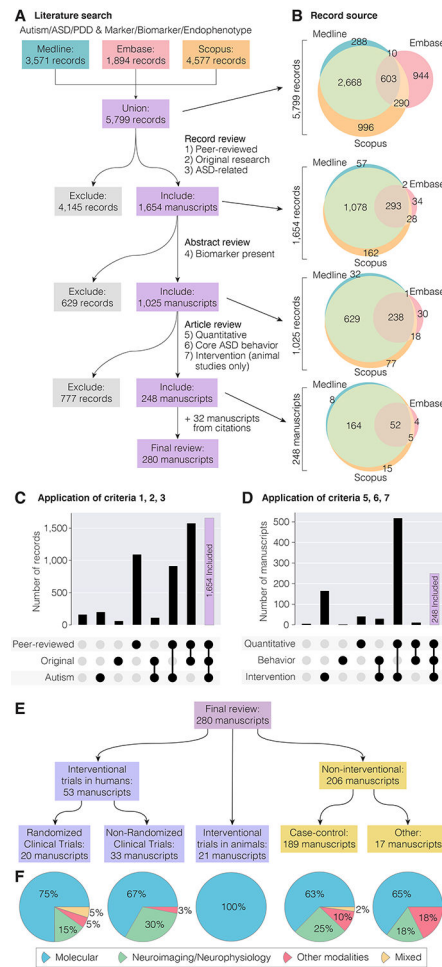 A Literature search
Autism/ASD/PDD & Marker/Biomarker/Endophenotype
Medline:
3,571 records
Embase:
1,894 records
Scopus:
4,577 records
Union:
5,799 records
Record review
1) Peer-reviewed
2) Original research
3) ASD-related
Exclude:
4,145 records
Include:
1,654 manuscripts
Abstract review
4) Biomarker present
Exclude:
629 records
Include:
1,025 manuscripts
Article review
5) Quantitative
6) Core ASD behavior
7) Intervention (animal
studies only)
Exclude:
777 records
Include:
248 manuscripts
+ 32 manuscripts
from citations
Final review:
280 manuscripts
B Record source
5,799 records
Medline
288
10
Embase
2,668
603
944
290
996
Scopus
1,654 records
Medline
57
2
Embase
1,078
293
34
28
162
Scopus
1,025 records
Medline
32
1
Embase
629
238
30
18
77
Scopus
248 manuscripts
Medline
8
Embase
164
52
4
5
15
Scopus
C Application of criteria 1, 2, 3
Number of records
1,500
1,000
500
0
1,654 Included
Peer-reviewed
Original
Autism
D Application of criteria 5, 6, 7
Number of manuscripts
500
400
300
200
100
0
248 Included
Quantitative
Behavior
Intervention
E
Final review:
280 manuscripts
Interventional
trials in humans:
53 manuscripts
Non-interventional:
206 manuscripts
Randomized
Clinical Trials:
20 manuscripts
Non-Randomized
Clinical Trials:
33 manuscripts
Interventional
trials in animals:
21 manuscripts
Case-control:
189 manuscripts
Other:
17 manuscripts
F
75%
5%
5%
15%
67%
3%
30%
100%
63%
2%
10%
25%
65%
18%
18%
Molecular
Neuroimaging/Neurophysiology
Other modalities
Mixed